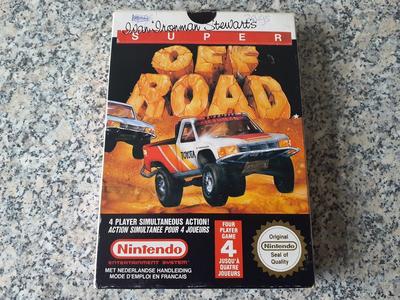 Ivan "Ironman" Stewart's
SUPER
OFF
ROAD
TOYOTA
4 PLAYER SIMULTANEOUS ACTION!
ACTION SIMULTANEE POUR 4 JOUEURS
Nintendo
ENTERTAINMENT SYSTEM
MET NEDERLANDSE HANDLEIDING
MODE D'EMPLOI EN FRANCAIS
FOUR
PLAYER
GAME
4
JUSQU'À
QUATRE
JOUEURS
Original
Nintendo
Seal of
Quality